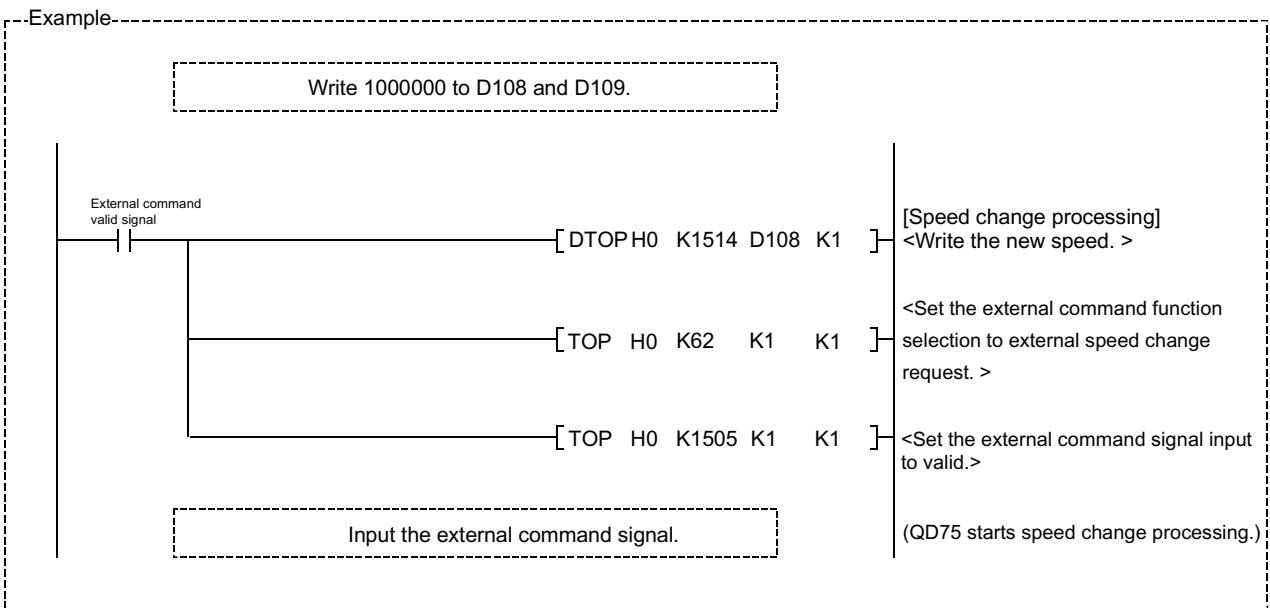 Example
Write 1000000 to D108 and D109.
External command
valid signal
DTOP H0 K1514 D108 K1
[Speed change processing]
<Write the new speed. >
TOP H0 K62 K1 K1
<Set the external command function
selection to external speed change
request. >
TOP H0 K1505 K1 K1
<Set the external command signal input
to valid.>
Input the external command signal.
(QD75 starts speed change processing.)